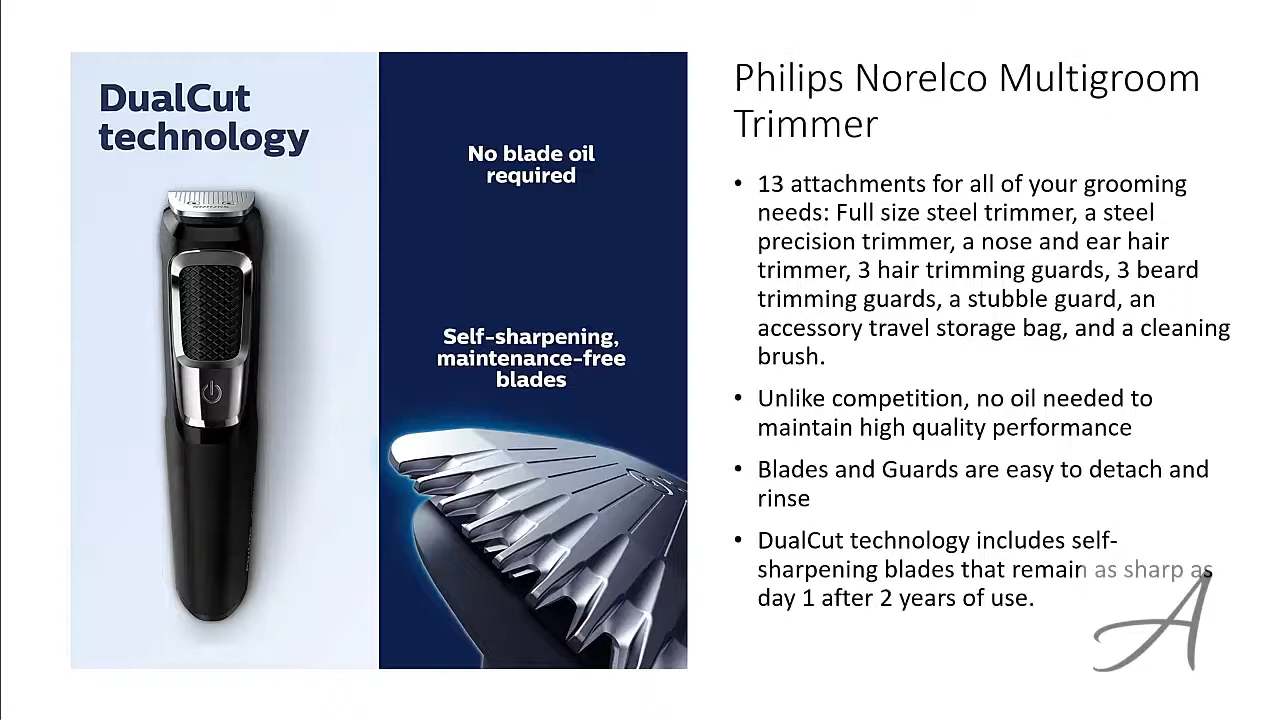 DualCut
technology
No blade oil
required
Self-sharpening,
maintenance-free
blades
Philips Norelco Multigroom
Trimmer
• 13 attachments for all of your grooming
needs: Full size steel trimmer, a steel
precision trimmer, a nose and ear hair
trimmer, 3 hair trimming guards, 3 beard
trimming guards, a stubble guard, an
accessory travel storage bag, and a cleaning
brush.
• Unlike competition, no oil needed to
maintain high quality performance
• Blades and Guards are easy to detach and
rinse
• DualCut technology includes self-
sharpening blades that remain as sharp as
day 1 after 2 years of use.
A